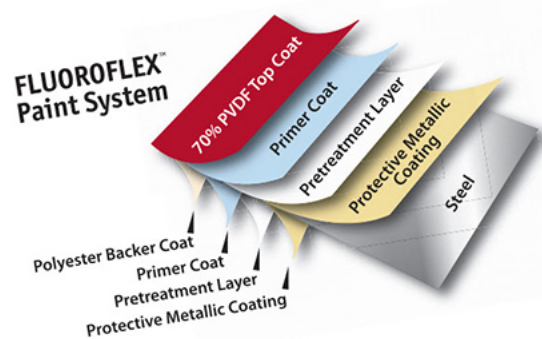 FLUOROFLEX™
Paint System
70% PVDF Top Coat
Primer Coat
Pretreatment Layer
Protective Metallic
Coating
Steel
Polyester Backer Coat
Primer Coat
Pretreatment Layer
Protective Metallic Coating